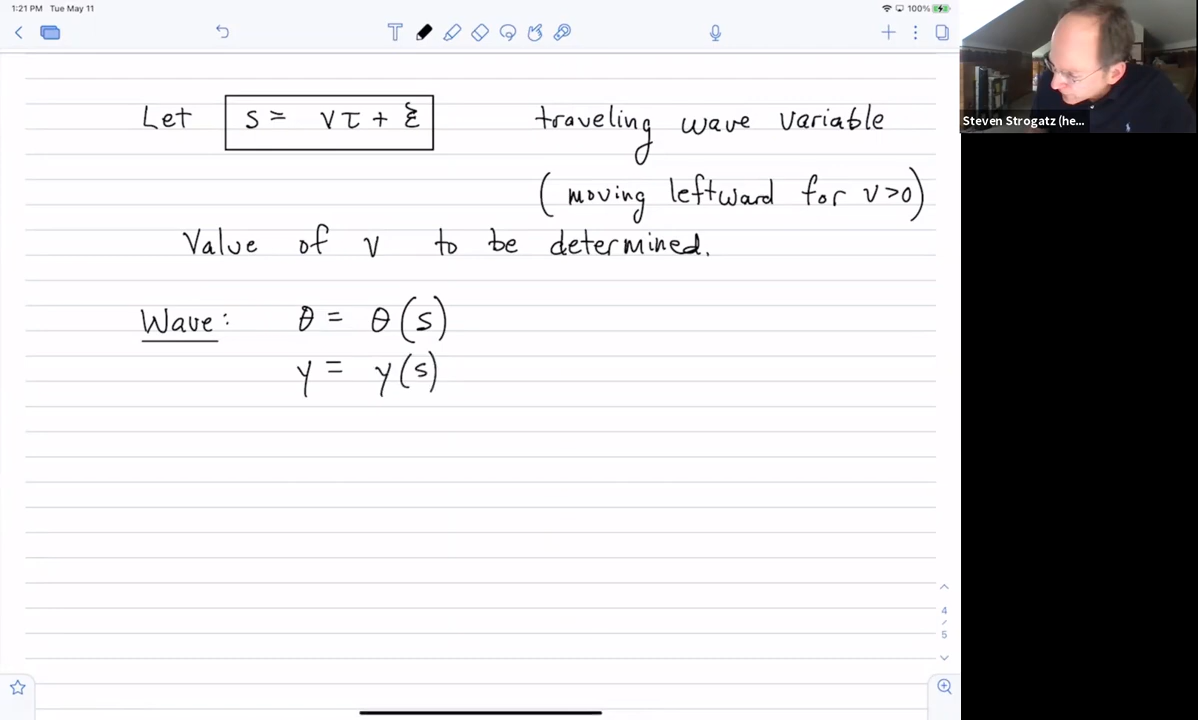 1:21 PM Tue May 11
100%
Let s = vτ + ξ traveling wave variable
(moving leftward for v>0)
Value of v to be determined.
Wave: θ = θ(s)
y = y(s)
4
/
5
Steven Strogatz (he...